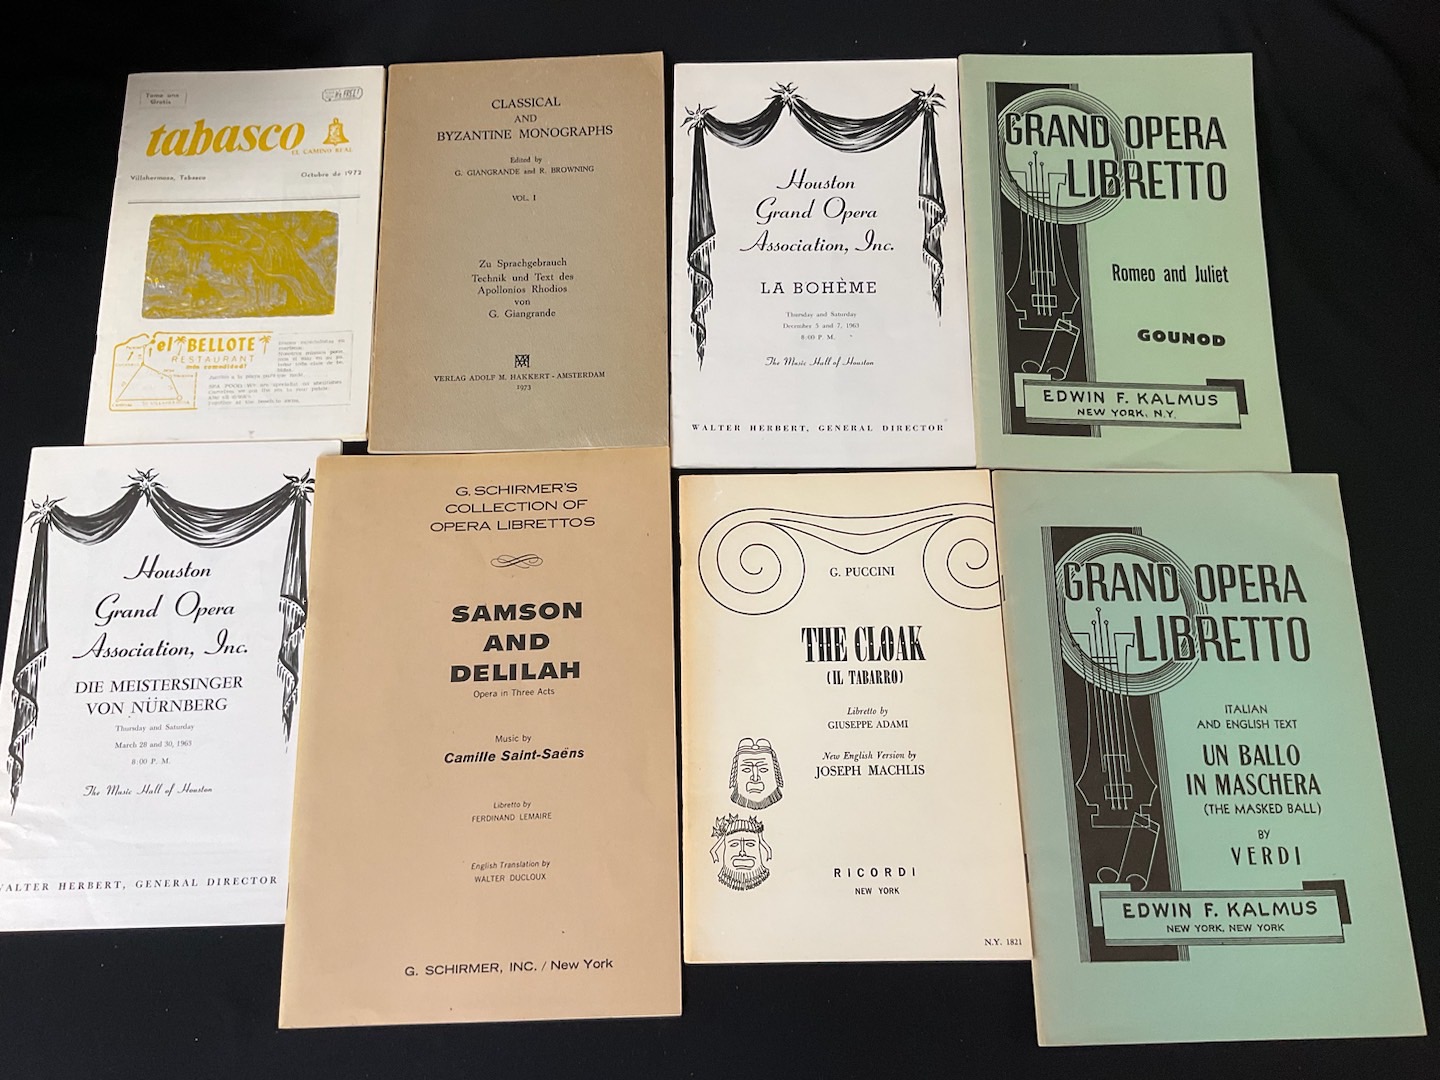 Tome uno
Gratis
tabasco
EL CAMINO REAL
Villahermosa, Tabasco
Octubre de 1972
el BELLOTE
RESTAURANT
CLASSICAL
AND
BYZANTINE MONOGRAPHS
Edited by
G. GIANGRANDE and R. BROWNING
VOL. I
Zu Sprachgebrauch
Technik und Text des
Apollonios Rhodios
von
G. Giangrande
VERLAG ADOLF M. HAKKERT - AMSTERDAM
1973
Houston
Grand Opera
Association, Inc.
LA BOHÈME
Thursday and Saturday
December 5 and 7, 1963
8:00 P. M.
The Music Hall of Houston
WALTER HERBERT, GENERAL DIRECTOR
GRAND OPERA
LIBRETTO
Romeo and Juliet
GOUNOD
EDWIN F. KALMUS
NEW YORK, N.Y.
Houston
Grand Opera
Association, Inc.
DIE MEISTERSINGER
VON NÜRNBERG
Thursday and Saturday
March 28 and 30, 1963
8:00 P. M.
The Music Hall of Houston
WALTER HERBERT, GENERAL DIRECTOR
G. SCHIRMER'S
COLLECTION OF
OPERA LIBRETTOS
SAMSON
AND
DELILAH
Opera in Three Acts
Music by
Camille Saint-Saëns
Libretto by
FERDINAND LEMAIRE
English Translation by
WALTER DUCLOUX
G. SCHIRMER, INC. / New York
G. PUCCINI
THE CLOAK
(IL TABARRO)
Libretto by
GIUSEPPE ADAMI
New English Version by
JOSEPH MACHLIS
RICORDI
NEW YORK
N.Y. 1821
GRAND OPERA
LIBRETTO
ITALIAN
AND ENGLISH TEXT
UN BALLO
IN MASCHERA
(THE MASKED BALL)
BY
VERDI
EDWIN F. KALMUS
NEW YORK, NEW YORK